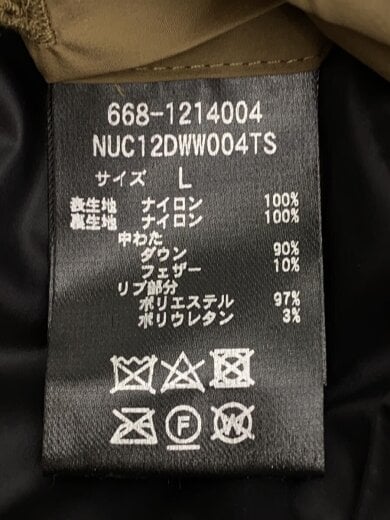 668-1214004
NUC12DWW004TS
サイズ L
表生地 ナイロン 100%
裏生地 ナイロン 100%
中わた
ダウン 90%
フェザー 10%
リブ部分
ポリエステル 97%
ポリウレタン 3%
F W